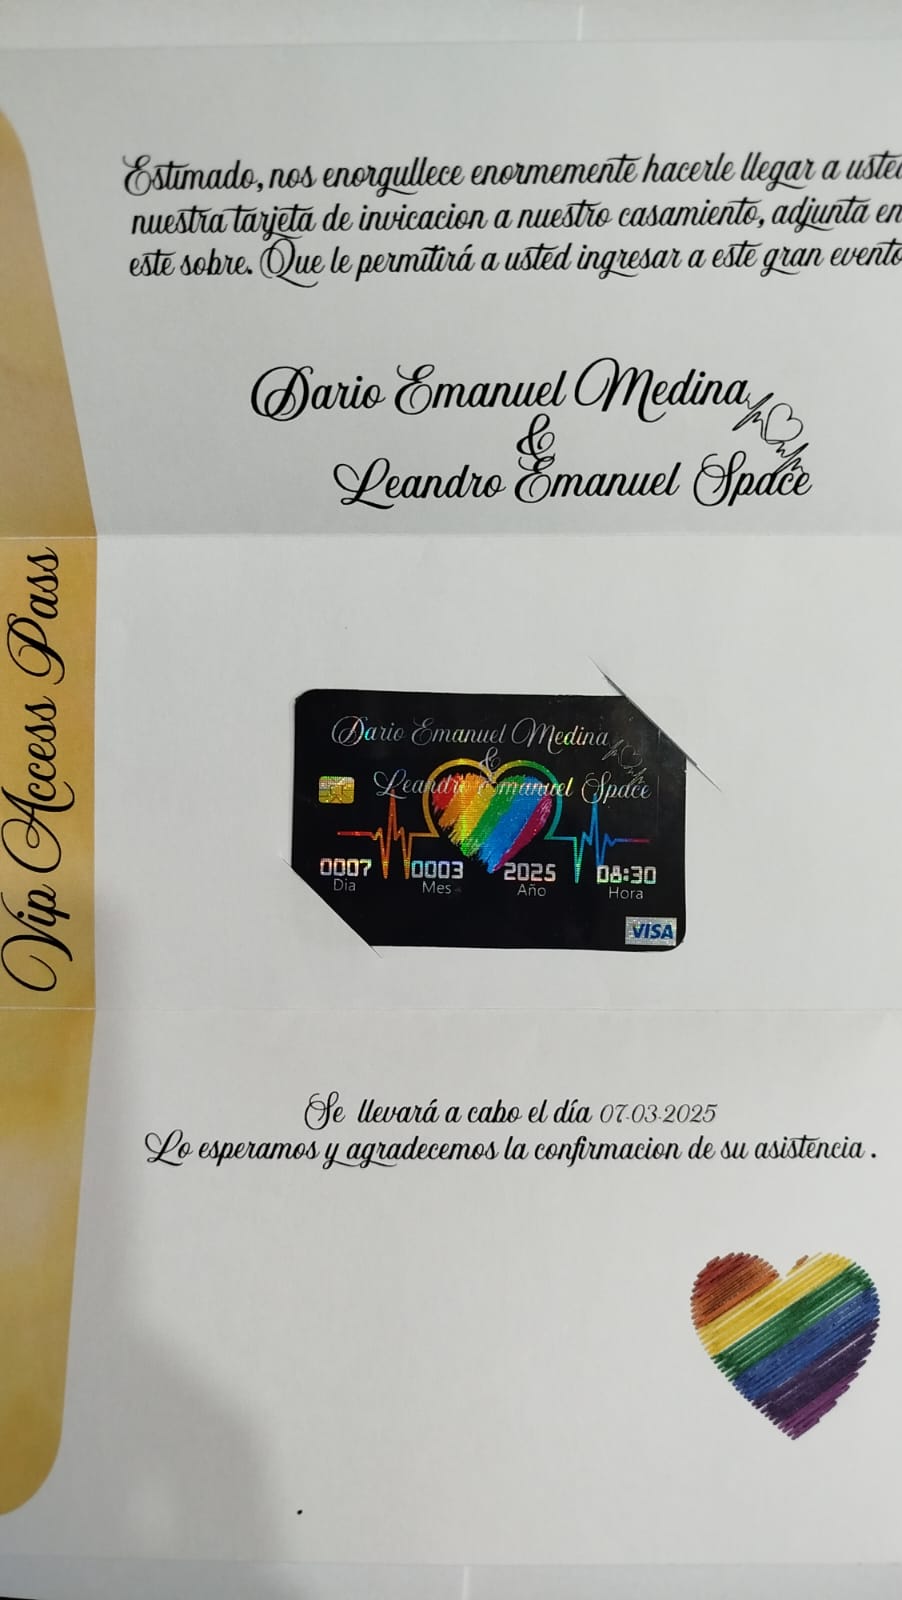 Estimado, nos enorgullece enormemente hacerle llegar a usted
nuestra tarjeta de invicacion a nuestro casamiento, adjunta en
este sobre. Que le permitirá a usted ingresar a este gran evento
Dario Emanuel Medina
&
Leandro Emanuel Space
Vip Access Pass
Dario Emanuel Medina
&
Leandro Emanuel Space
0007 0003 2025 08:30
Dia Mes Año Hora
VISA
Se llevará a cabo el día 07-03-2025
Lo esperamos y agradecemos la confirmacion de su asistencia .